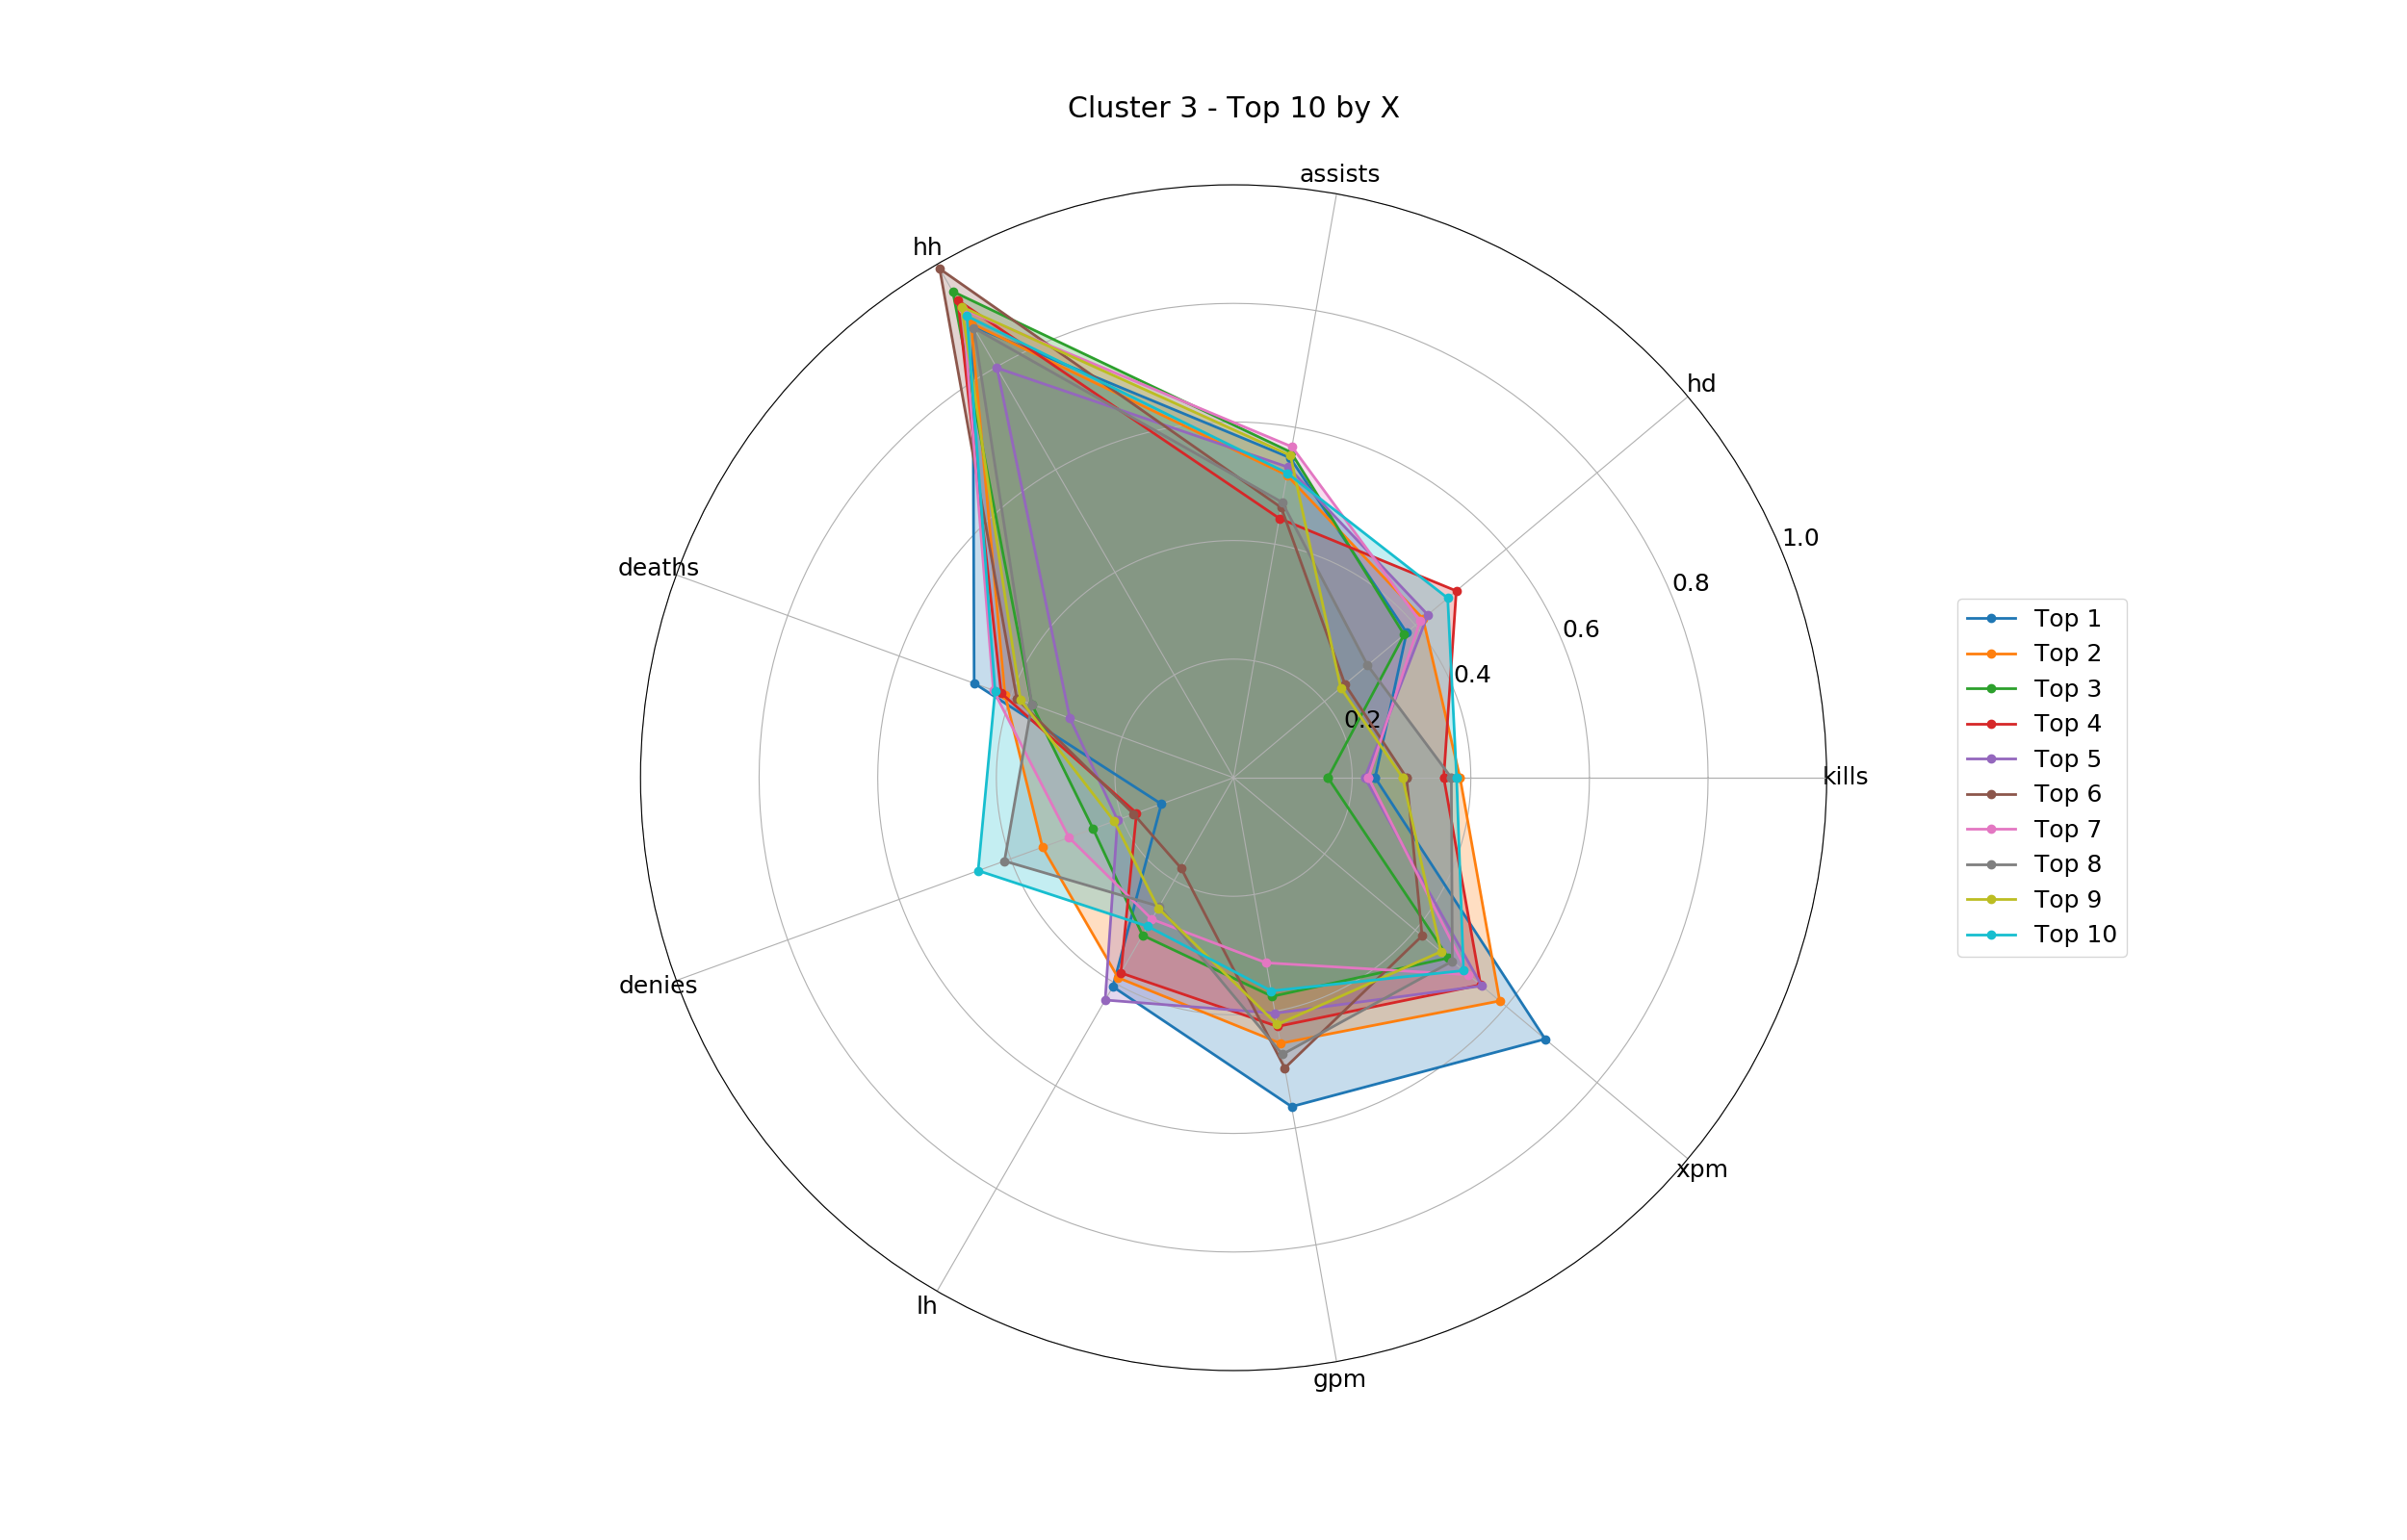 Cluster 3 - Top 10 by X
assists
hh
hd
1.0
deaths
0.8
0.6
0.4
0.2
kills
denies
xpm
lh
gpm
Top 1
Top 2
Top 3
Top 4
Top 5
Top 6
Top 7
Top 8
Top 9
Top 10